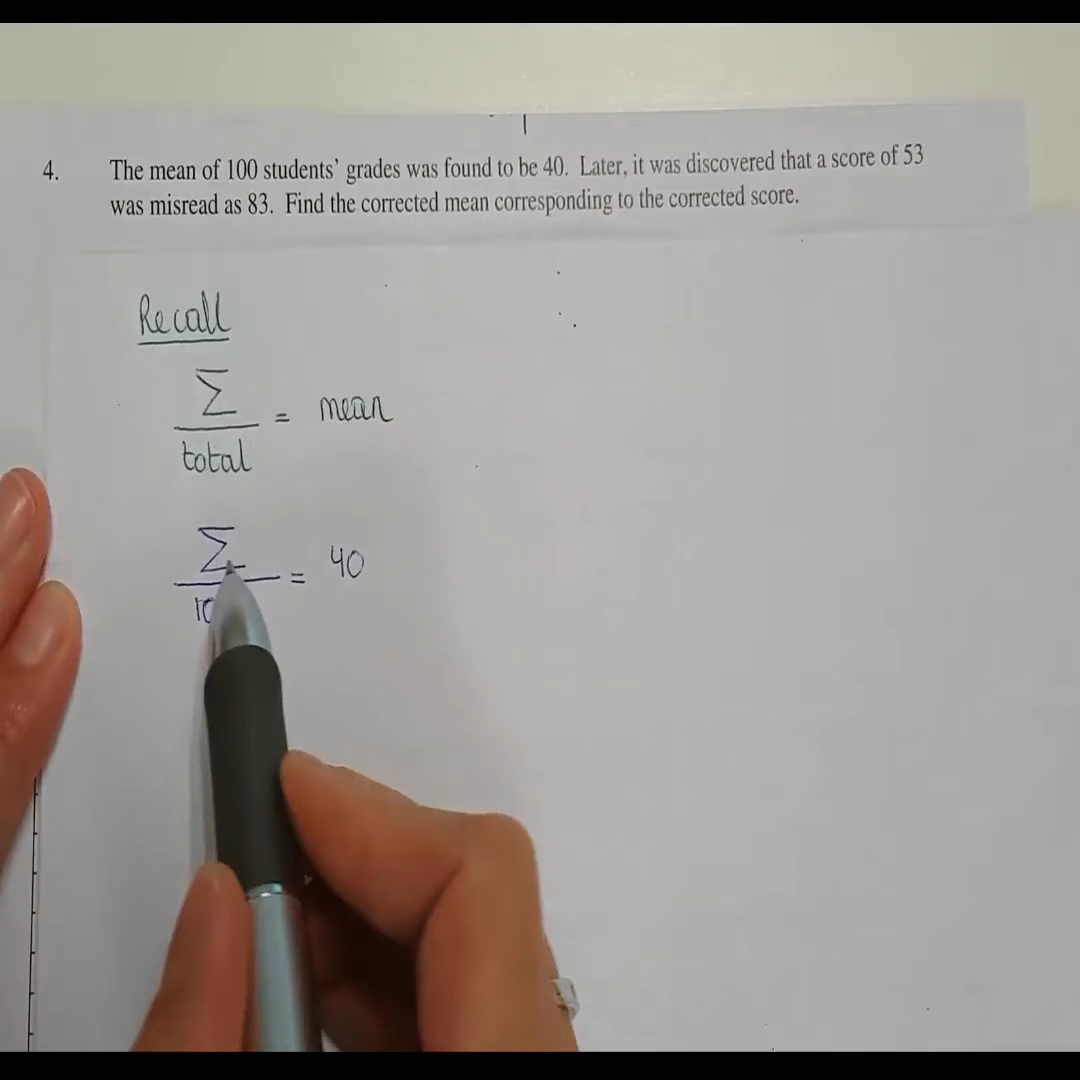 4. The mean of 100 students' grades was found to be 40. Later, it was discovered that a score of 53
was misread as 83. Find the corrected mean corresponding to the corrected score.
Recall
Σ
= mean
total
Σ
= 40